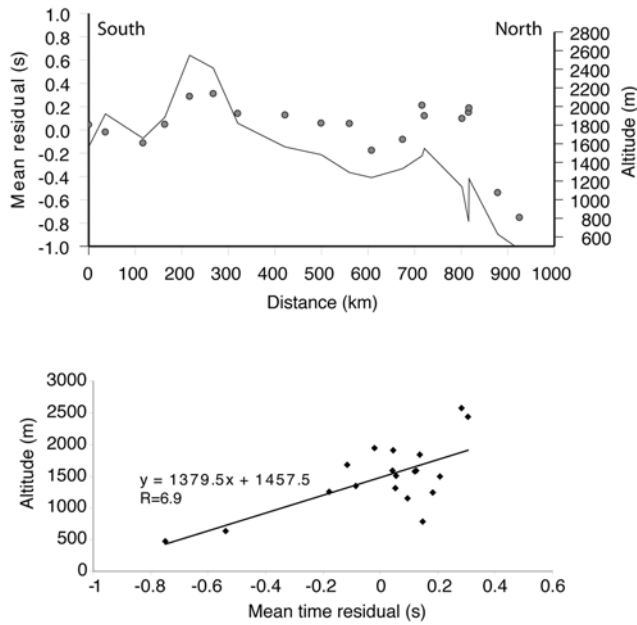 South
North
Mean residual (s)
1.0
0.8
0.6
0.4
0.2
0.0
-0.2
-0.4
-0.6
-0.8
-1.0
2800
2600
2400
2200
2000
1800
1600
1400
1200
1000
800
600
Altitude (m)
0 100 200 300 400 500 600 700 800 900 1000
Distance (km)
Altitude (m)
3000
2500
2000
1500
1000
500
0
y = 1379.5x + 1457.5
R=6.9
-1 -0.8 -0.6 -0.4 -0.2 0 0.2 0.4 0.6
Mean time residual (s)